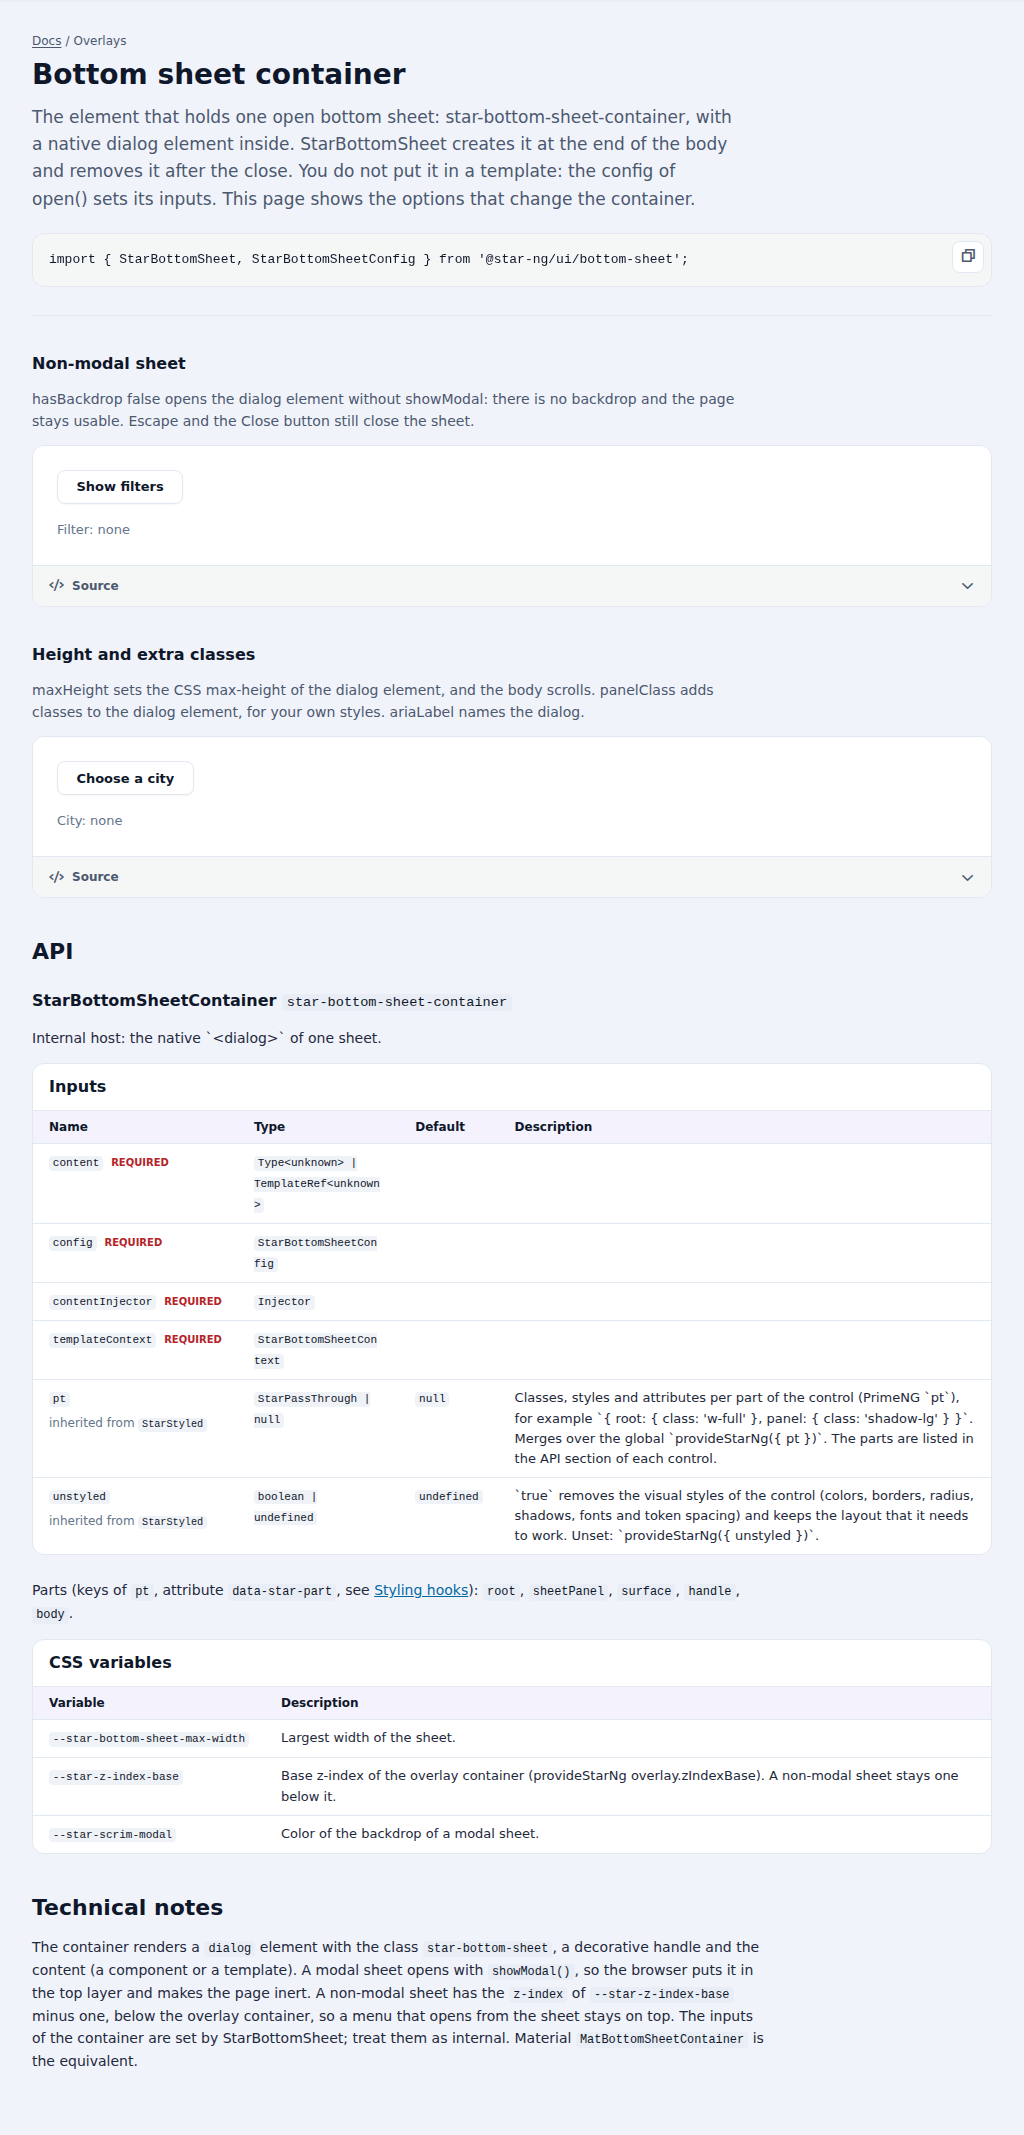 Docs / Overlays
Bottom sheet container
The element that holds one open bottom sheet: star-bottom-sheet-container, with
a native dialog element inside. StarBottomSheet creates it at the end of the body
and removes it after the close. You do not put it in a template: the config of
open() sets its inputs. This page shows the options that change the container.
import { StarBottomSheet, StarBottomSheetConfig } from '@star-ng/ui/bottom-sheet';
Non-modal sheet
hasBackdrop false opens the dialog element without showModal: there is no backdrop and the page
stays usable. Escape and the Close button still close the sheet.
Show filters
Filter: none
Source
Height and extra classes
maxHeight sets the CSS max-height of the dialog element, and the body scrolls. panelClass adds
classes to the dialog element, for your own styles. ariaLabel names the dialog.
Choose a city
City: none
Source
API
StarBottomSheetContainer star-bottom-sheet-container
Internal host: the native `<dialog>` of one sheet.
Inputs
Name Type Default Description
content REQUIRED Type<unknown> |
TemplateRef<unknown
>
config REQUIRED StarBottomSheetCon
fig
contentInjector REQUIRED Injector
templateContext REQUIRED StarBottomSheetCon
text
pt StarPassThrough | null Classes, styles and attributes per part of the control (PrimeNG `pt`),
inherited from StarStyled null for example `{ root: { class: 'w-full' }, panel: { class: 'shadow-lg' } }`.
Merges over the global `provideStarNg({ pt })`. The parts are listed in
the API section of each control.
unstyled boolean | undefined `true` removes the visual styles of the control (colors, borders, radius,
inherited from StarStyled undefined shadows, fonts and token spacing) and keeps the layout that it needs
to work. Unset: `provideStarNg({ unstyled })`.
Parts (keys of pt, attribute data-star-part, see Styling hooks): root, sheetPanel, surface, handle,
body.
CSS variables
Variable Description
--star-bottom-sheet-max-width Largest width of the sheet.
--star-z-index-base Base z-index of the overlay container (provideStarNg overlay.zIndexBase). A non-modal sheet stays one
below it.
--star-scrim-modal Color of the backdrop of a modal sheet.
Technical notes
The container renders a dialog element with the class star-bottom-sheet, a decorative handle and the
content (a component or a template). A modal sheet opens with showModal(), so the browser puts it in
the top layer and makes the page inert. A non-modal sheet has the z-index of --star-z-index-base
minus one, below the overlay container, so a menu that opens from the sheet stays on top. The inputs
of the container are set by StarBottomSheet; treat them as internal. Material MatBottomSheetContainer is
the equivalent.